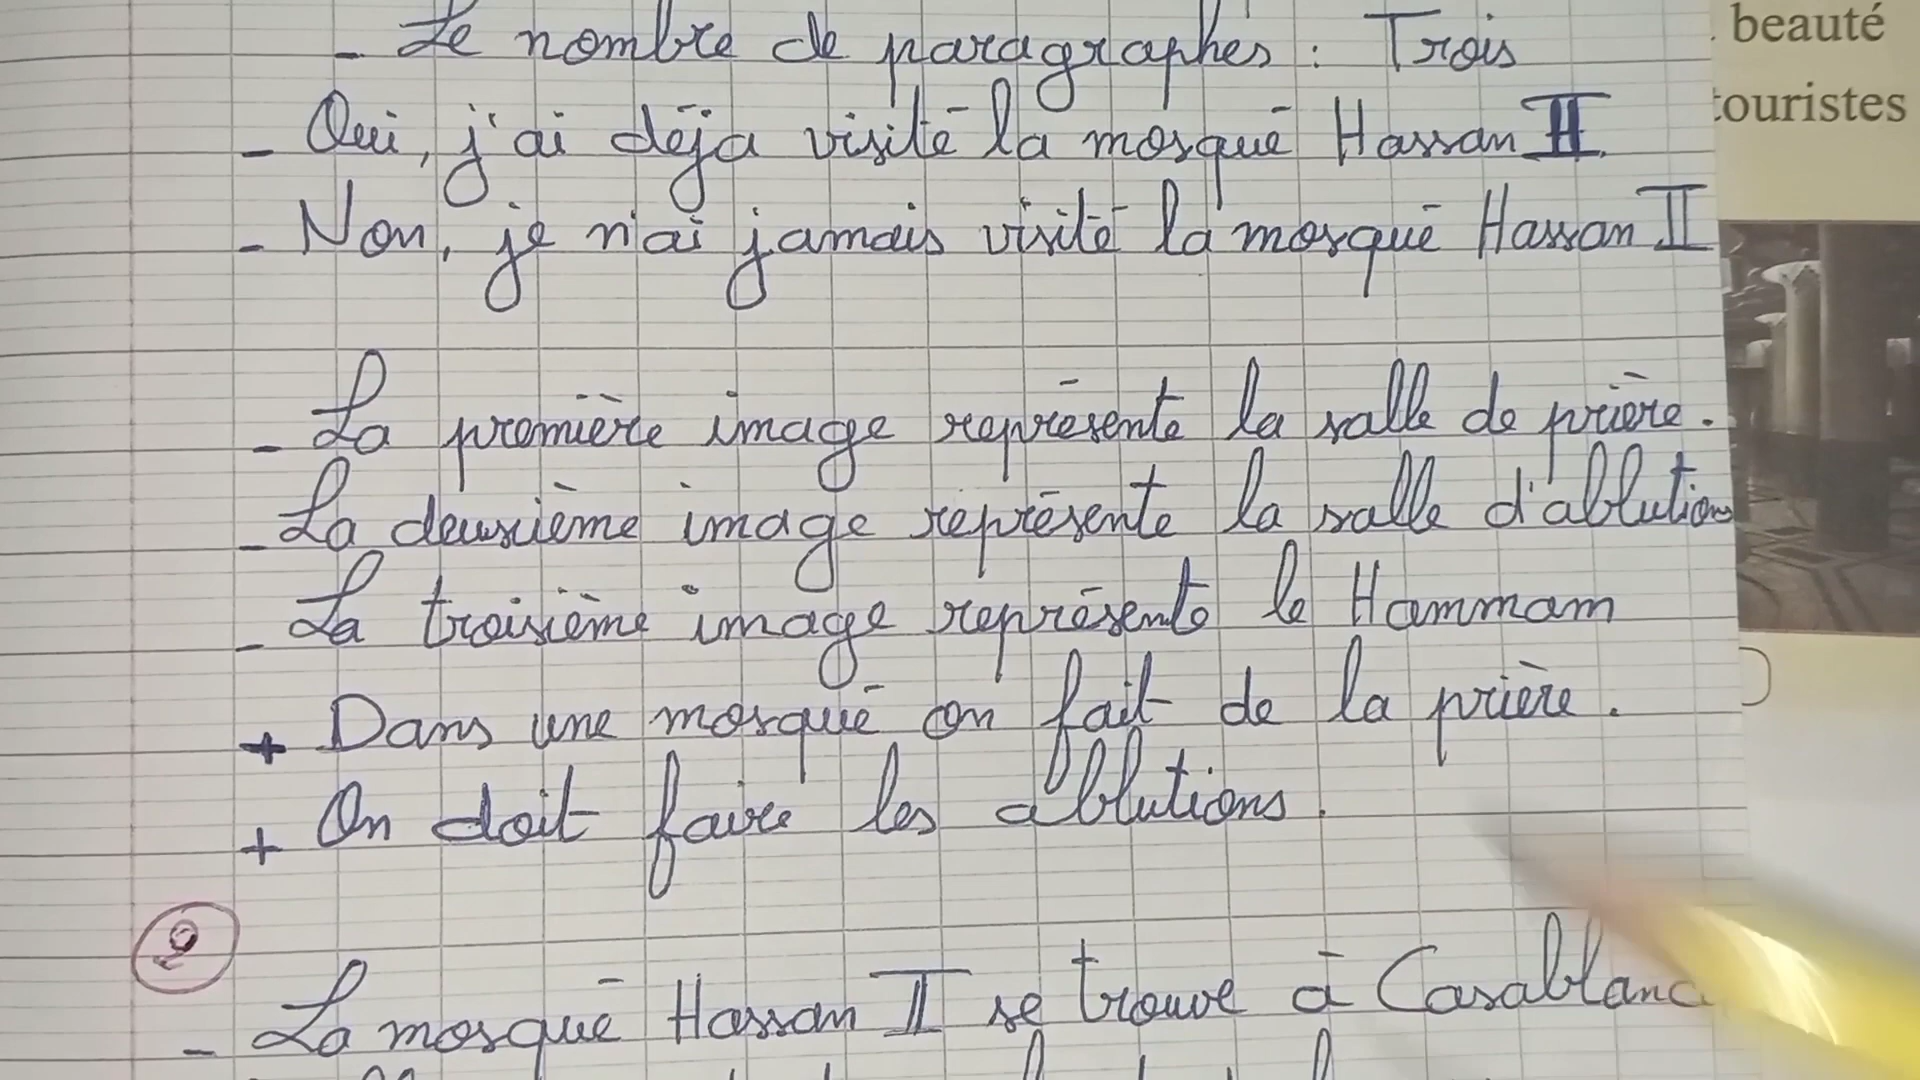 - Le nombre de paragraphes : Trois
- Oui, j'ai déja visité la mosqué Hassan II.
- Non, je n'ai jamais visité la mosqué Hassan II
- La première image représente la salle de prière.
- La deuxième image représente la salle d'ablutions
- La troisième image représente le Hammam
+ Dans une mosqué on fait de la prière.
+ On doit faire les ablutions.
2
- La mosqué Hassan II se trouve à Casablanc
beauté
touristes